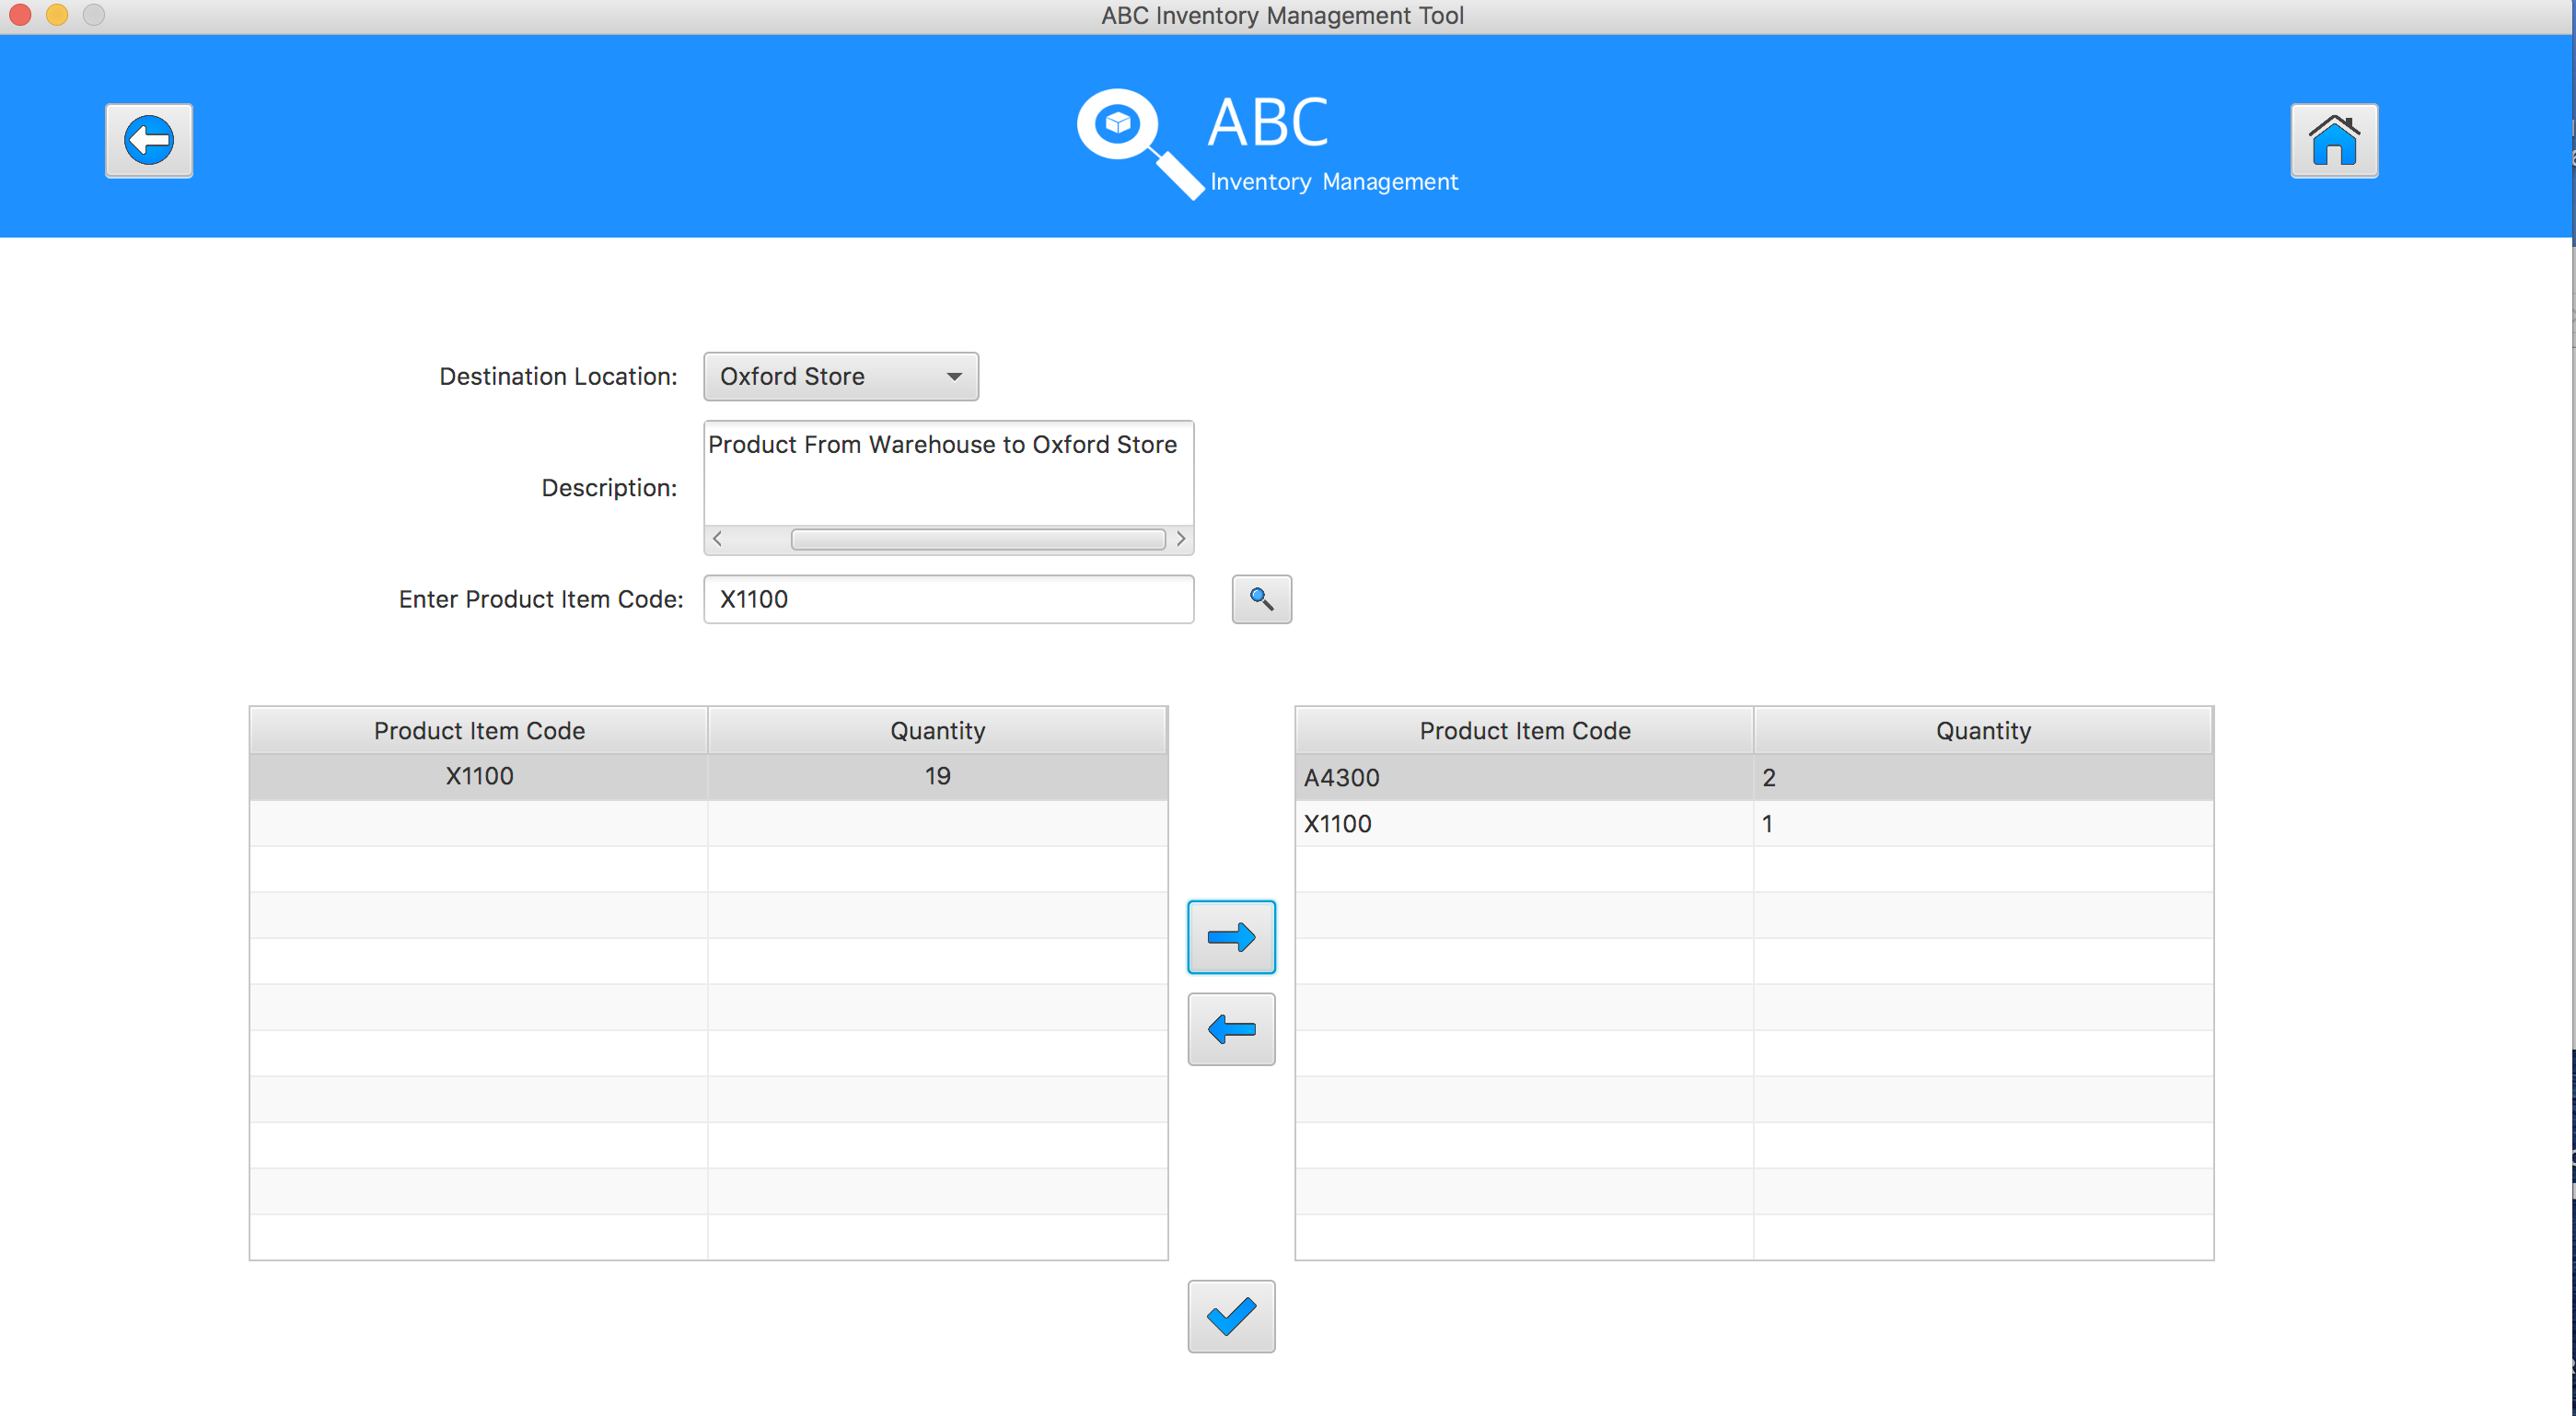 ABC Inventory Management Tool
ABC
Inventory Management
Destination Location: Oxford Store
Description: Product From Warehouse to Oxford Store
Enter Product Item Code: X1100
Product Item Code Quantity
X1100 19
Product Item Code Quantity
A4300 2
X1100 1